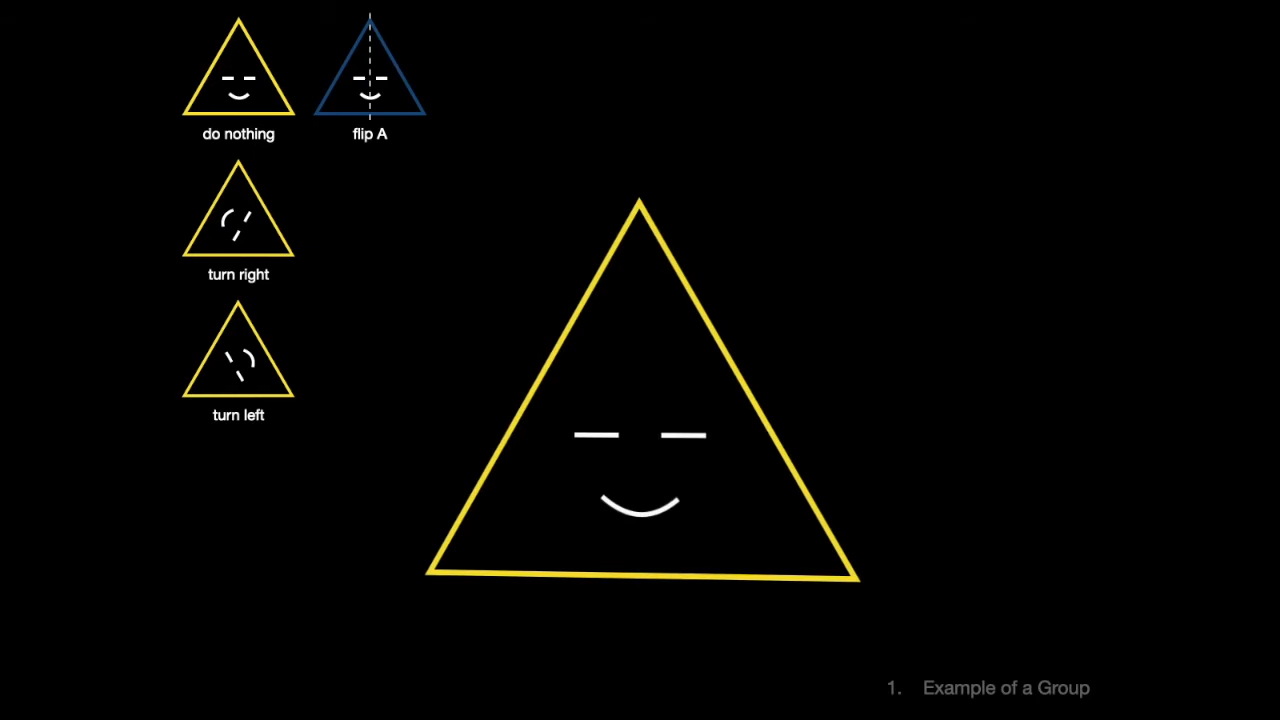 do nothing
flip A
turn right
turn left
1. Example of a Group